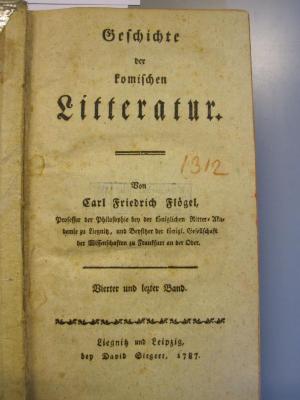 Geschichte
der
komischen
Litteratur.
1312
Von
Carl Friedrich Flögel,
Professor der Philosophie bey der Königlichen Ritter-Aka-
demie zu Liegnitz, und Beysitzer der Königl. Gesellschaft
der Wissenschaften zu Frankfurt an der Oder.
Vierter und lezter Band.
Liegnitz und Leipzig,
bey David Siegert, 1787.